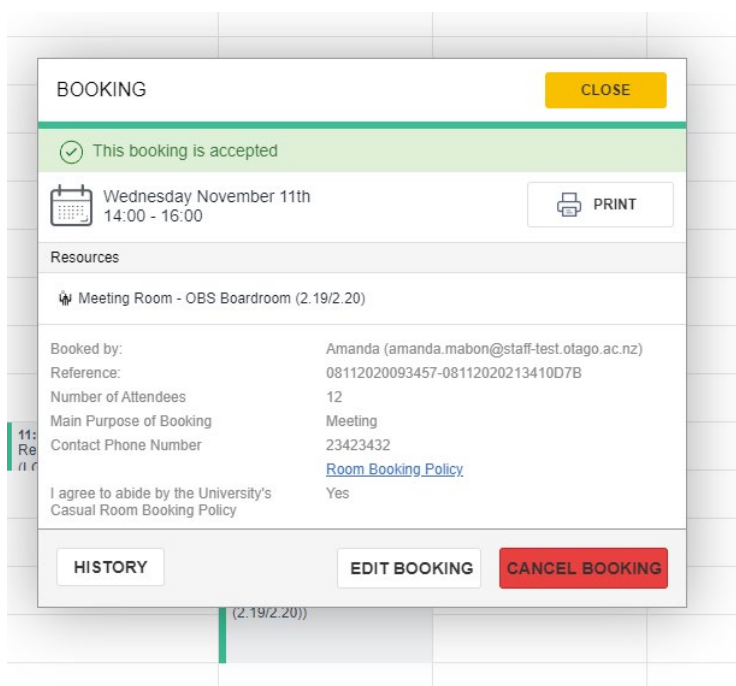 BOOKING
CLOSE
This booking is accepted
Wednesday November 11th
14:00 - 16:00
PRINT
Resources
Meeting Room - OBS Boardroom (2.19/2.20)
Booked by: Amanda (amanda.mabon@staff-test.otago.ac.nz)
Reference: 08112020093457-08112020213410D7B
Number of Attendees 12
Main Purpose of Booking Meeting
Contact Phone Number 23423432
Room Booking Policy
I agree to abide by the University's Yes
Casual Room Booking Policy
11:
Re
HISTORY
EDIT BOOKING
CANCEL BOOKING
(2.19/2.20))